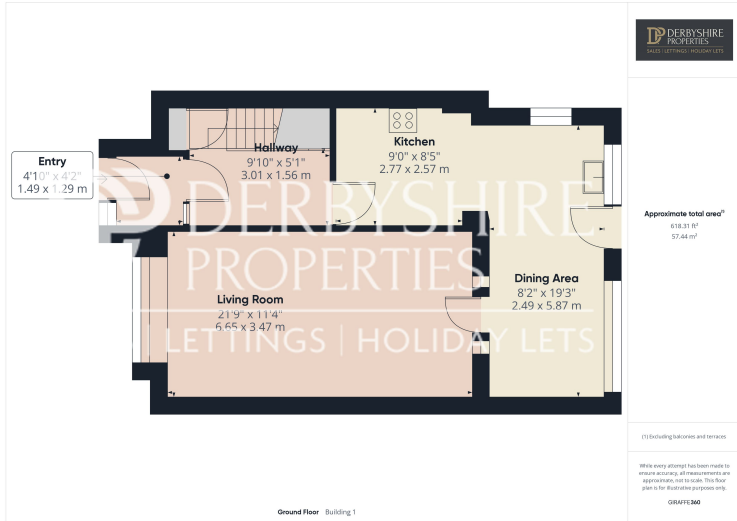 DERBYSHIRE
PROPERTIES
SALES | LETTINGS | HOLIDAY LETS
Entry
4'10" x 4'2"
1.49 x 1.29 m
Hallway
9'10" x 5'1"
3.01 x 1.56 m
Kitchen
9'0" x 8'5"
2.77 x 2.57 m
Living Room
21'9" x 11'4"
6.65 x 3.47 m
Dining Area
8'2" x 19'3"
2.49 x 5.87 m
DERBYSHIRE
PROPERTIES
LETTINGS | HOLIDAY LETS
Approximate total area⁽¹⁾
618.31 ft²
57.44 m²
(1) Excluding balconies and terraces
While every attempt has been made to
ensure accuracy, all measurements are
approximate, not to scale. This floor
plan is for illustrative purposes only.
GIRAFFE360
Ground Floor Building 1